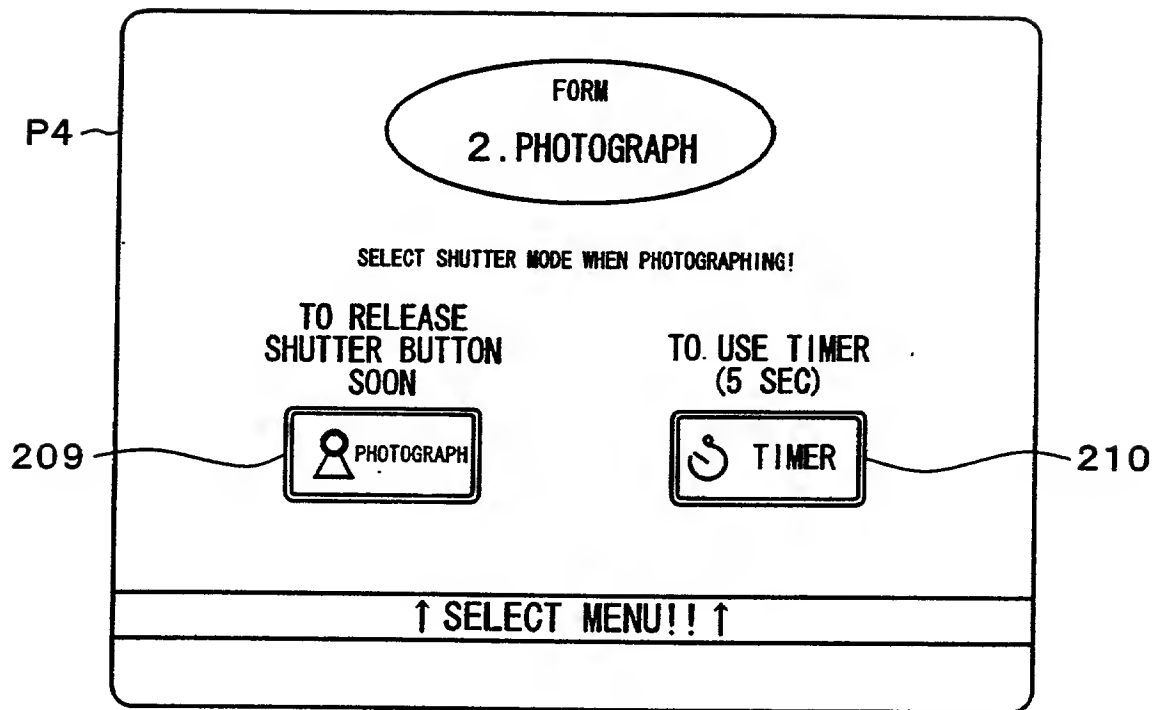 FORM
2.PHOTOGRAPH
P4
SELECT SHUTTER MODE WHEN PHOTOGRAPHING!
TO RELEASE
SHUTTER BUTTON
SOON
TO USE TIMER
(5 SEC)
209
PHOTOGRAPH
TIMER
210
↑SELECT MENU!!↑